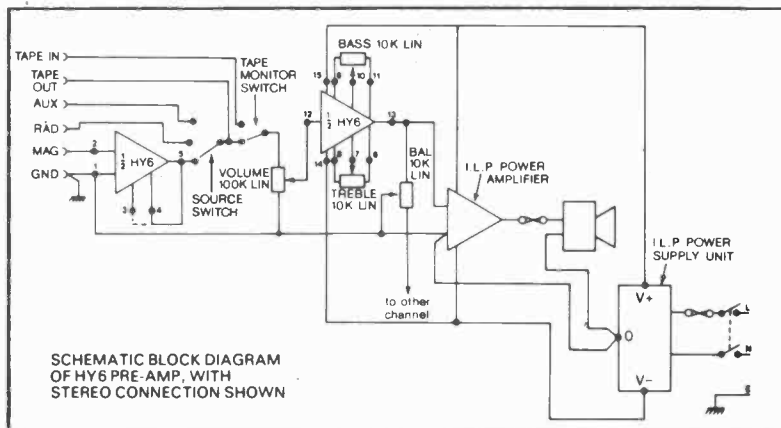 TAPE IN
TAPE
OUT
AUX
RAD
MAG
GND
2
1
1/2
HY6
5
3
4
TAPE
MONITOR
SWITCH
SOURCE
SWITCH
VOLUME
100K LIN
BASS 10K LIN
15
10
11
12
1/2
HY6
13
14
7
TREBLE
10K LIN
BAL
10K
LIN
I.L.P POWER
AMPLIFIER
to other
channel
I.L.P POWER
SUPPLY UNIT
V+
O
V−
L
N
SCHEMATIC BLOCK DIAGRAM
OF HY6 PRE-AMP, WITH
STEREO CONNECTION SHOWN